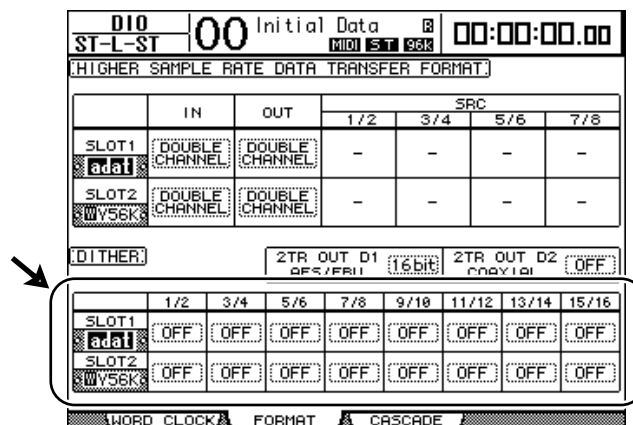 DIO
ST-L-ST
00
Initial Data
MIDI ST 96k
00:00:00.00
HIGHER SAMPLE RATE DATA TRANSFER FORMAT
IN OUT SRC
1/2 3/4 5/6 7/8
SLOT1 adat DOUBLE CHANNEL DOUBLE CHANNEL – – – –
SLOT2 WY56K DOUBLE CHANNEL DOUBLE CHANNEL – – – –
DITHER
2TR OUT D1 AES/EBU 16bit 2TR OUT D2 COAXIAL OFF
1/2 3/4 5/6 7/8 9/10 11/12 13/14 15/16
SLOT1 adat OFF OFF OFF OFF OFF OFF OFF OFF
SLOT2 WY56K OFF OFF OFF OFF OFF OFF OFF OFF
WORD CLOCK FORMAT CASCADE